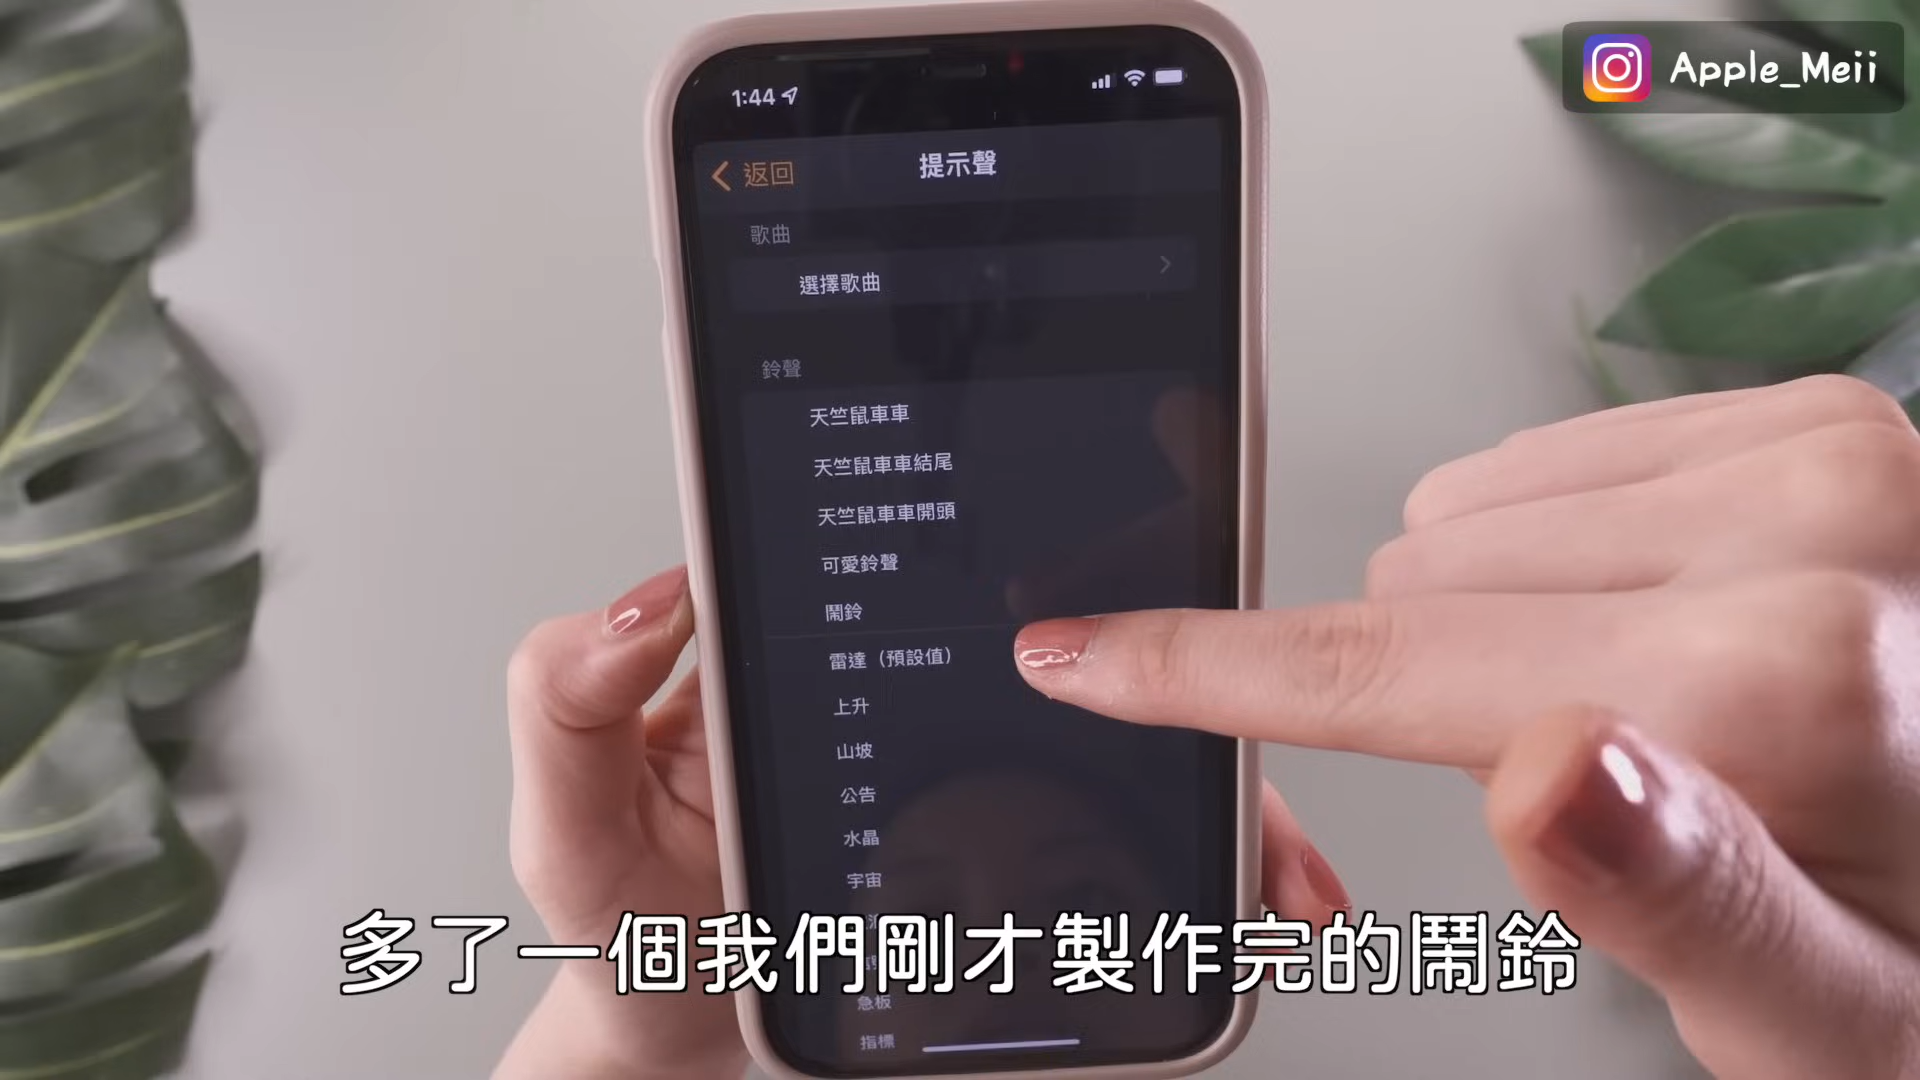 Apple_Meii
1:44
返回
提示聲
歌曲
選擇歌曲
鈴聲
天竺鼠車車
天竺鼠車車結尾
天竺鼠車車開頭
可愛鈴聲
鬧鈴
雷達（預設值）
上升
山坡
公告
水晶
宇宙
多了一個我們剛才製作完的鬧鈴
急板
指標